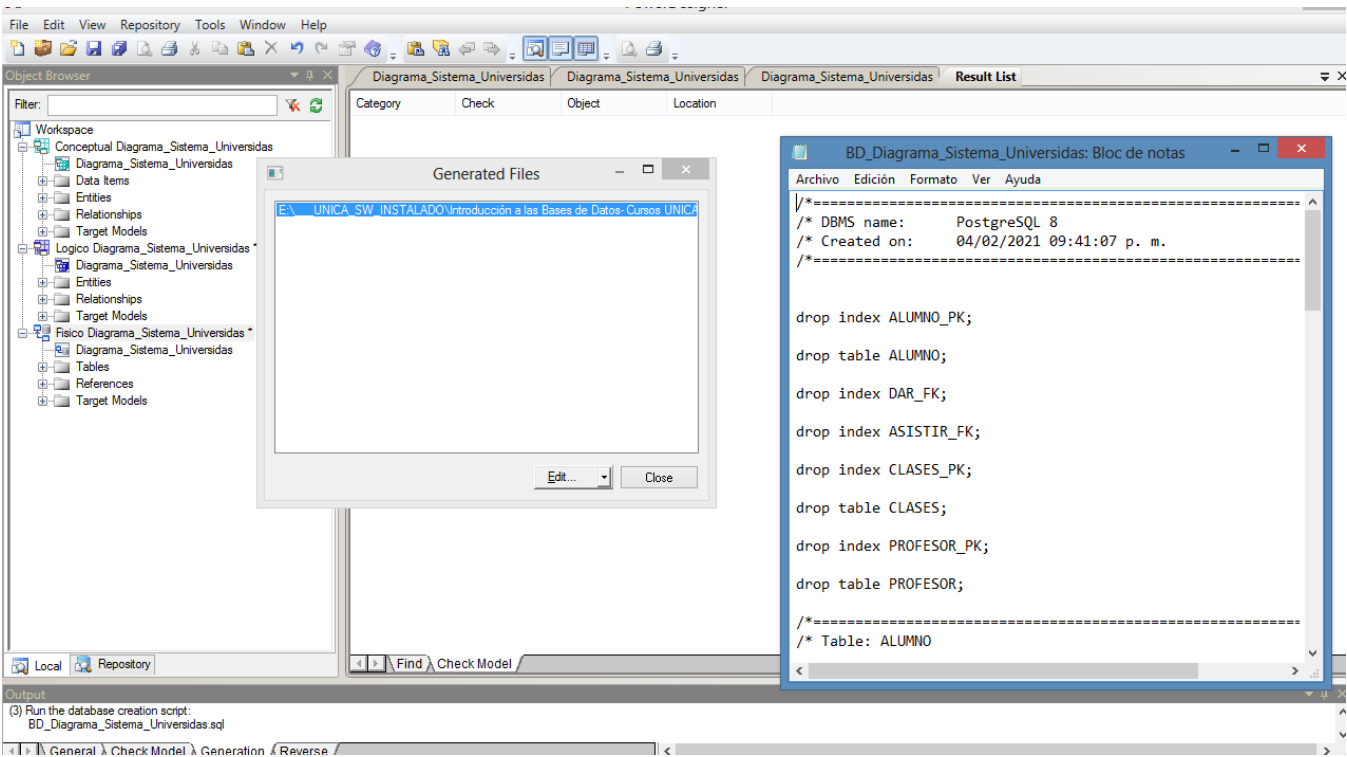 File Edit View Repository Tools Window Help
Object Browser
Filter:
Workspace
Conceptual Diagrama_Sistema_Universidas
Diagrama_Sistema_Universidas
Data Items
Entities
Relationships
Target Models
Logico Diagrama_Sistema_Universidas *
Diagrama_Sistema_Universidas
Entities
Relationships
Target Models
Fisico Diagrama_Sistema_Universidas *
Diagrama_Sistema_Universidas
Tables
References
Target Models
Local Repository
Diagrama_Sistema_Universidas Diagrama_Sistema_Universidas Diagrama_Sistema_Universidas Result List
Category Check Object Location
Generated Files
E:\ UNICA_SW_INSTALADO\Introducción a las Bases de Datos- Cursos UNICA
Edit... Close
Find Check Model
BD_Diagrama_Sistema_Universidas: Bloc de notas
Archivo Edición Formato Ver Ayuda
/*==========================================================
/* DBMS name: PostgreSQL 8
/* Created on: 04/02/2021 09:41:07 p. m.
/*==========================================================
drop index ALUMNO_PK;
drop table ALUMNO;
drop index DAR_FK;
drop index ASISTIR_FK;
drop index CLASES_PK;
drop table CLASES;
drop index PROFESOR_PK;
drop table PROFESOR;
/*==========================================================
/* Table: ALUMNO
Output
(3) Run the database creation script:
BD_Diagrama_Sistema_Universidas.sql
General Check Model Generation Reverse